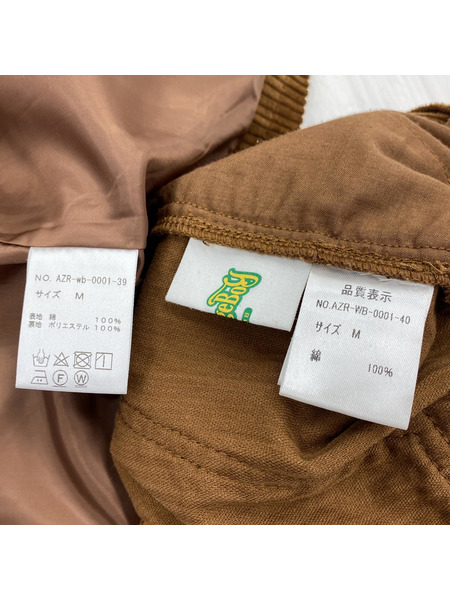 NO. AZR-wb-0001-39
サイズ M
表地 綿 100%
裏地 ポリエステル 100%
F W
品質表示
NO.AZR-WB-0001-40
サイズ M
綿 100%